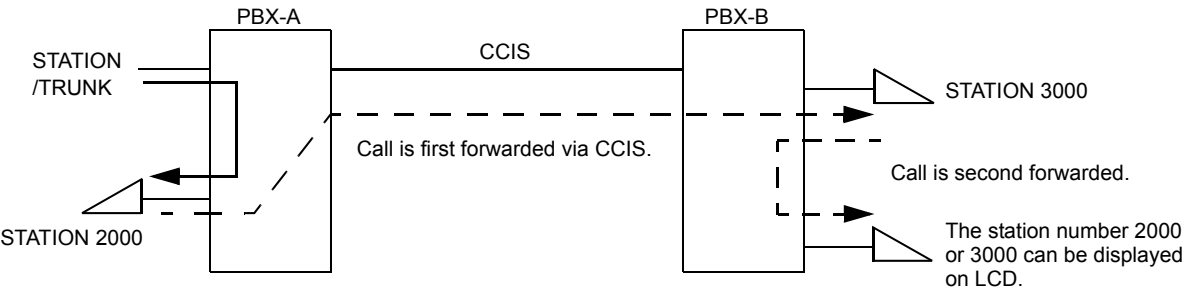 PBX-A
PBX-B
STATION
/TRUNK
CCIS
STATION 3000
Call is first forwarded via CCIS.
Call is second forwarded.
STATION 2000
The station number 2000
or 3000 can be displayed
on LCD.